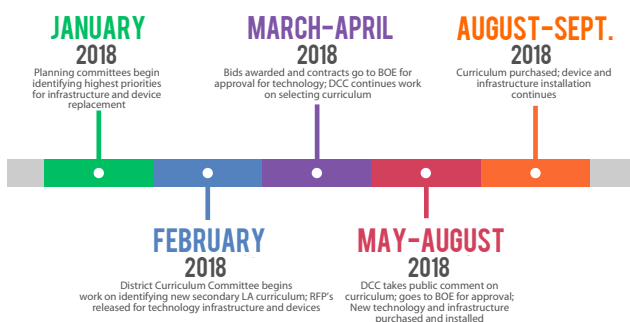 JANUARY
2018
Planning committees begin
identifying highest priorities
for infrastructure and device
replacement
MARCH-APRIL
2018
Bids awarded and contracts go to BOE for
approval for technology; DCC continues work
on selecting curriculum
AUGUST-SEPT.
2018
Curriculum purchased; device and
infrastructure installation
continues
FEBRUARY
2018
District Curriculum Committee begins
work on identifying new secondary LA curriculum; RFP's
released for technology infrastructure and devices
MAY-AUGUST
2018
DCC takes public comment on
curriculum; goes to BOE for approval;
New technology and infrastructure
purchased and installed